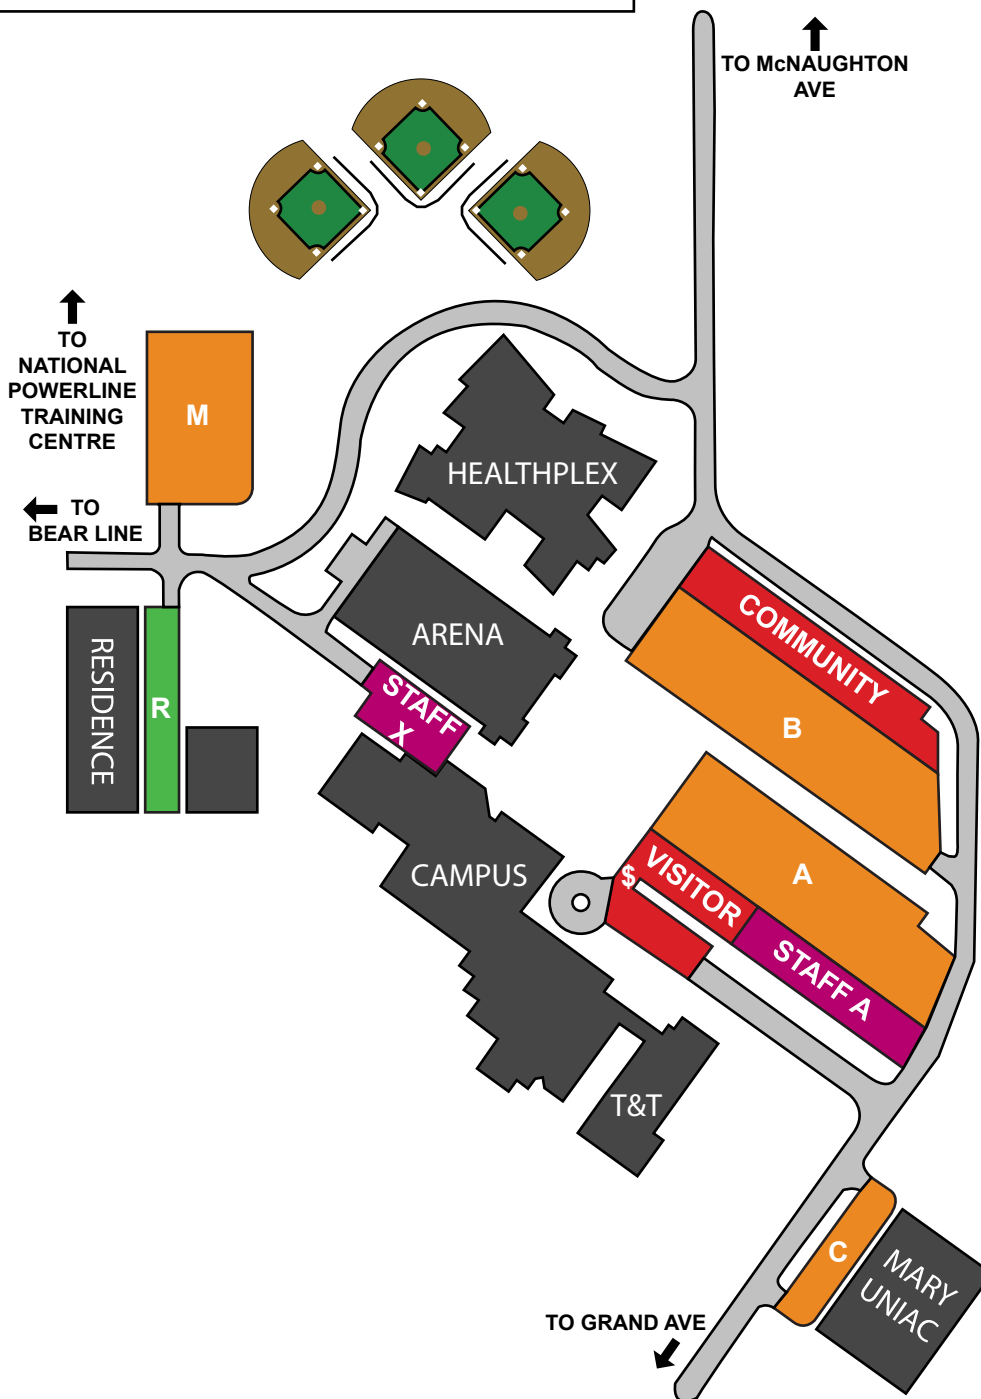 TO McNAUGHTON
AVE
TO
NATIONAL
POWERLINE
TRAINING
CENTRE
M
HEALTHPLEX
TO
BEAR LINE
COMMUNITY
ARENA
RESIDENCE
R
STAFF
X
B
VISITOR
$
A
CAMPUS
STAFF A
T&T
C
MARY
UNIAC
TO GRAND AVE